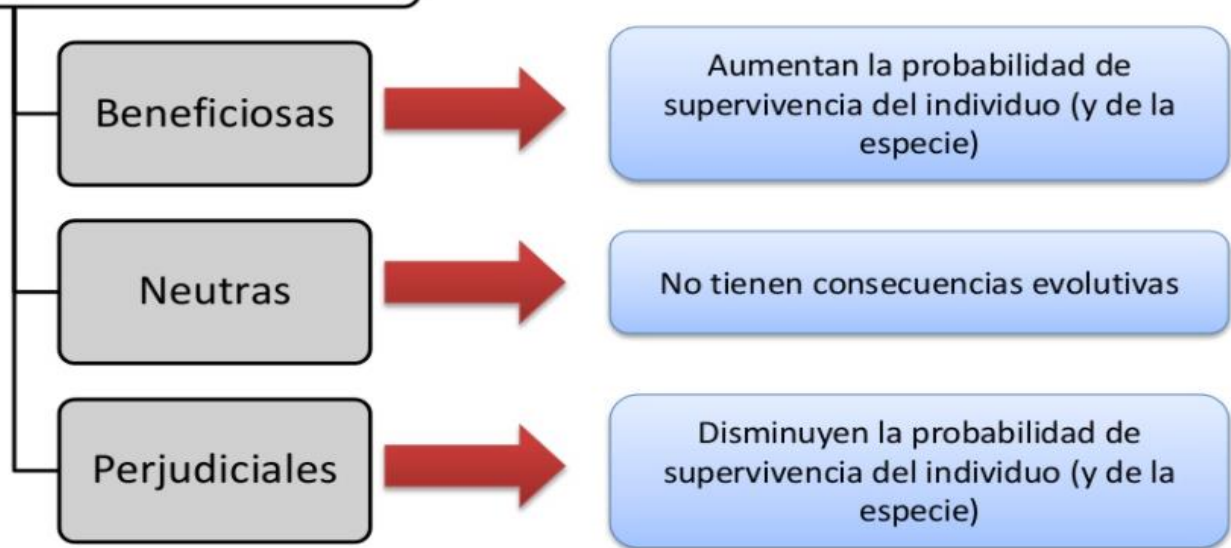 Beneficiosas
Aumentan la probabilidad de
supervivencia del individuo (y de la
especie)
Neutras
No tienen consecuencias evolutivas
Perjudiciales
Disminuyen la probabilidad de
supervivencia del individuo (y de la
especie)